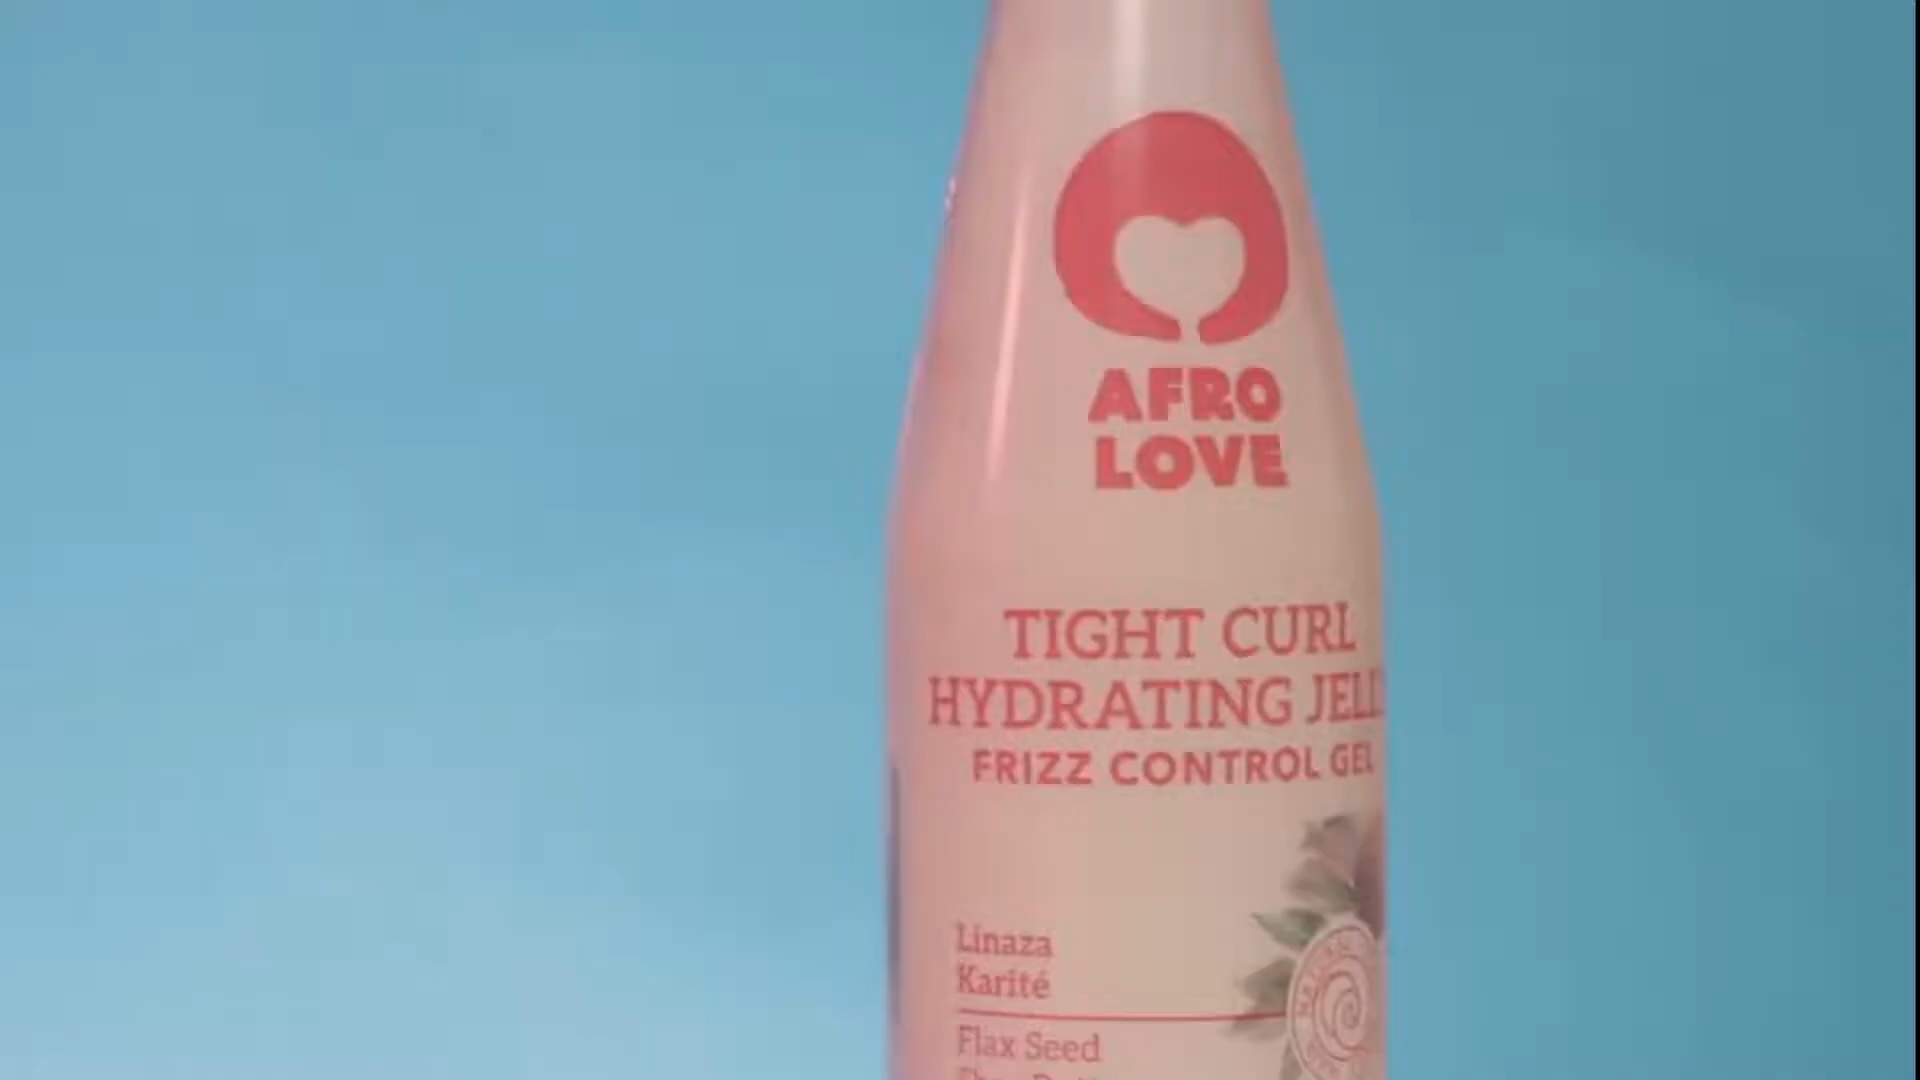 AFRO
LOVE
TIGHT CURL
HYDRATING JELL
FRIZZ CONTROL GEL
Linaza
Karité
Flax Seed